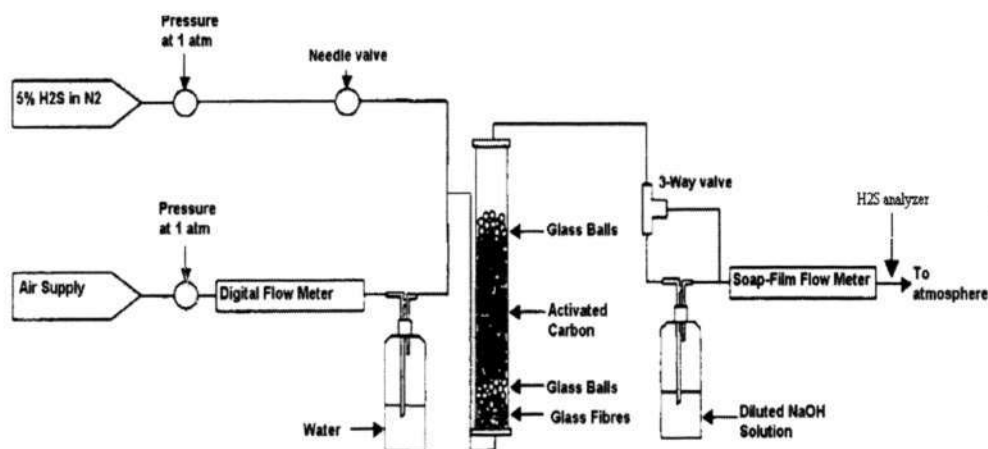 Pressure
at 1 atm
Needle valve
5% H2S in N2
3-Way valve
H2S analyzer
Pressure
at 1 atm
Glass Balls
Air Supply
Digital Flow Meter
Soap-Film Flow Meter
To
atmosphere
Activated
Carbon
Glass Balls
Glass Fibres
Water
Diluted NaOH
Solution